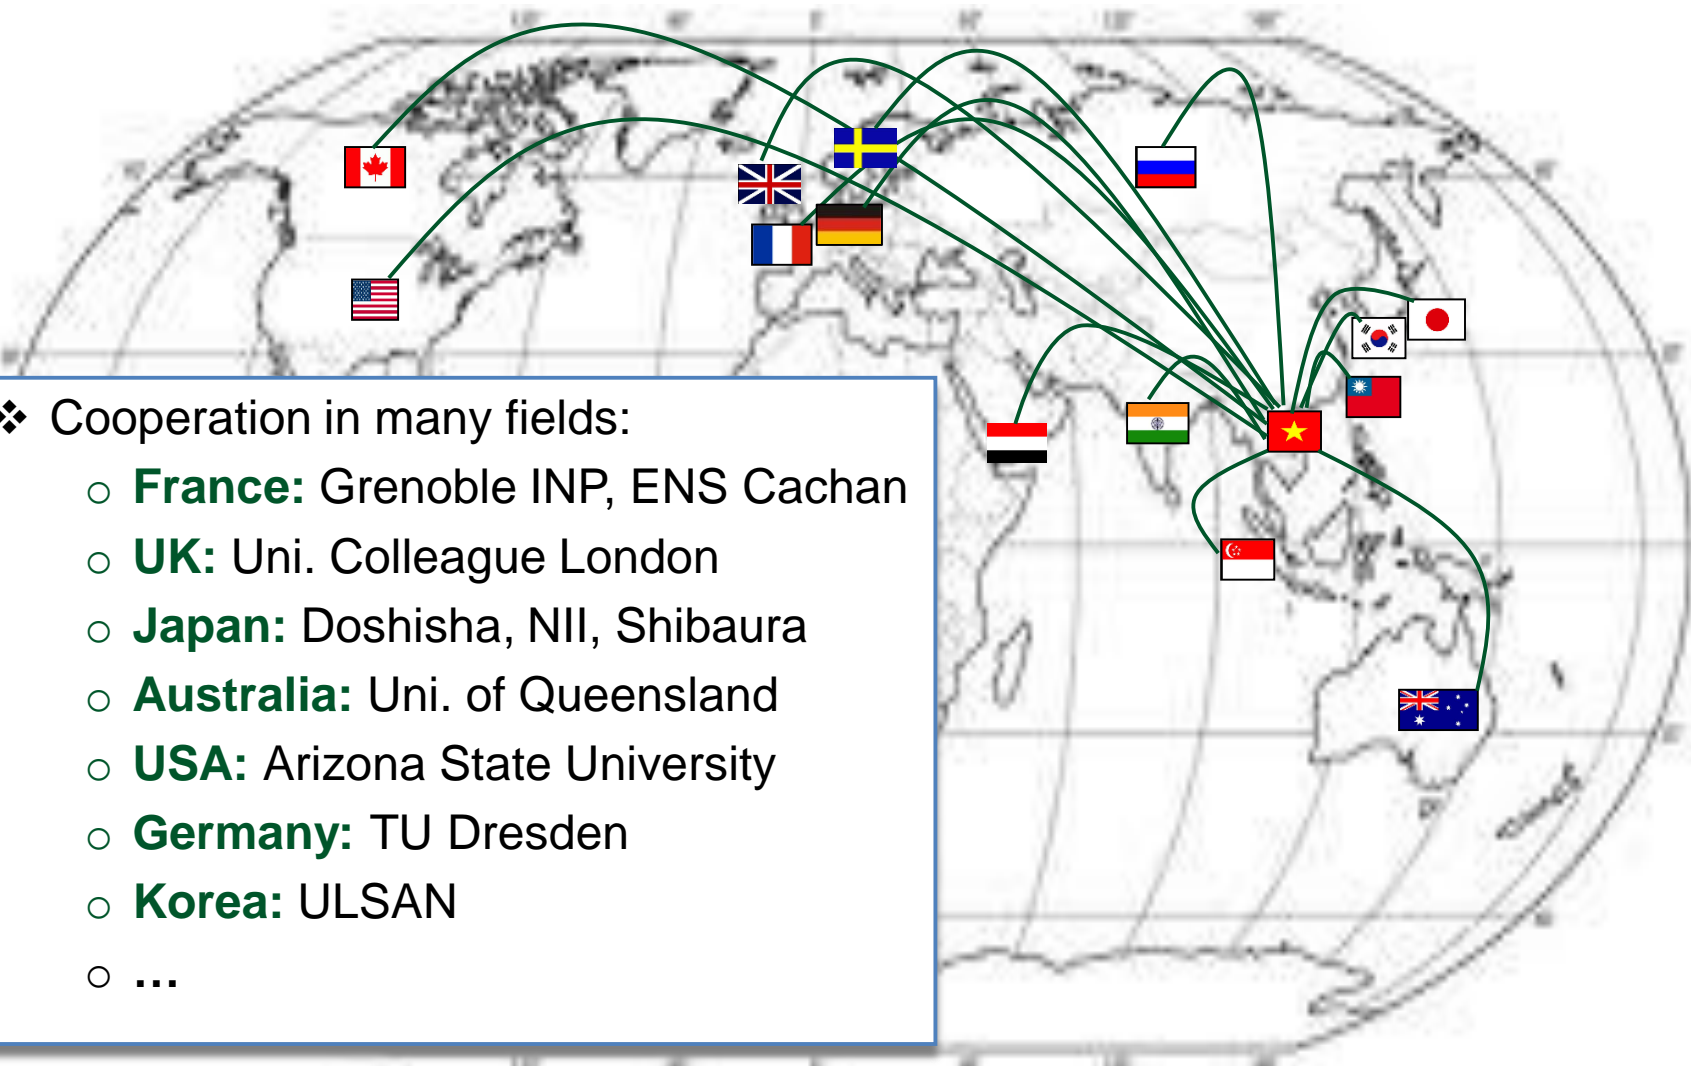 ❖ Cooperation in many fields:
○ France: Grenoble INP, ENS Cachan
○ UK: Uni. Colleague London
○ Japan: Doshisha, NII, Shibaura
○ Australia: Uni. of Queensland
○ USA: Arizona State University
○ Germany: TU Dresden
○ Korea: ULSAN
○ ...